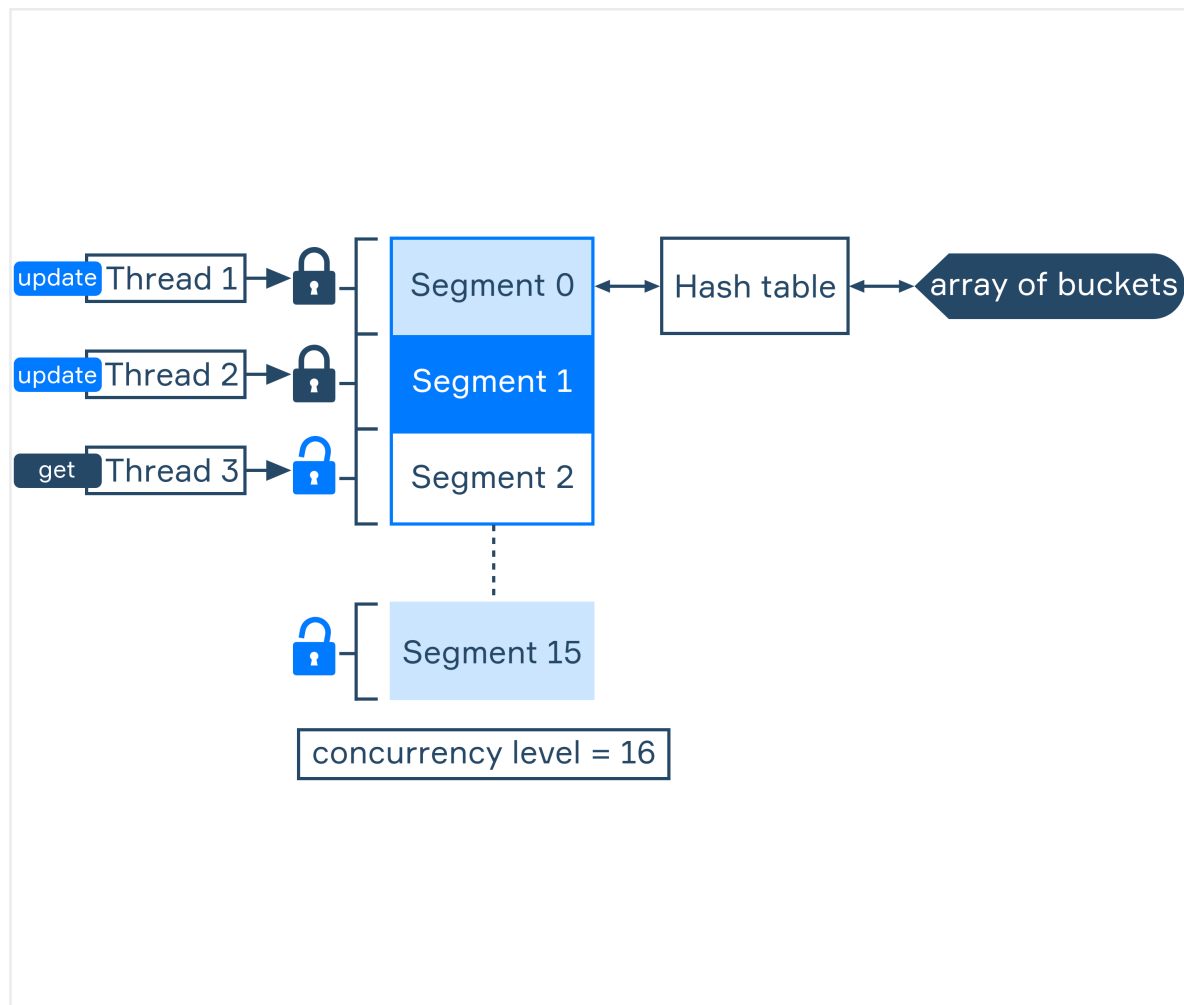 update
Thread 1
Segment 0
Hash table
array of buckets
update
Thread 2
Segment 1
get
Thread 3
Segment 2
Segment 15
concurrency level = 16